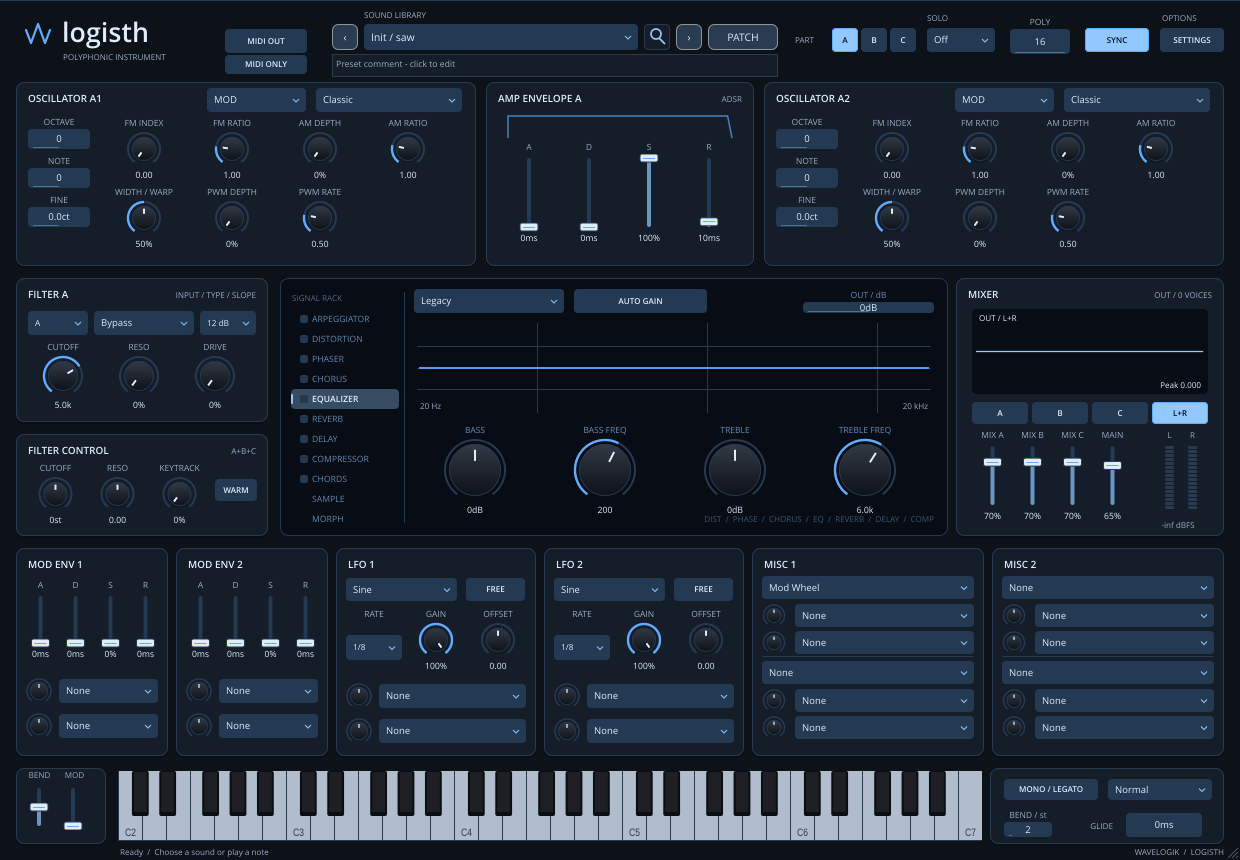 logisth
POLYPHONIC INSTRUMENT
MIDI OUT
MIDI ONLY
SOUND LIBRARY
‹
Init / saw
›
PATCH
Preset comment - click to edit
PART
A
B
C
SOLO
Off
POLY
16
SYNC
OPTIONS
SETTINGS
OSCILLATOR A1
MOD
Classic
OCTAVE
0
NOTE
0
FINE
0.0ct
FM INDEX
0.00
FM RATIO
1.00
AM DEPTH
0%
AM RATIO
1.00
WIDTH / WARP
50%
PWM DEPTH
0%
PWM RATE
0.50
AMP ENVELOPE A
ADSR
A
D
S
R
0ms
0ms
100%
10ms
OSCILLATOR A2
MOD
Classic
OCTAVE
0
NOTE
0
FINE
0.0ct
FM INDEX
0.00
FM RATIO
1.00
AM DEPTH
0%
AM RATIO
1.00
WIDTH / WARP
50%
PWM DEPTH
0%
PWM RATE
0.50
FILTER A
INPUT / TYPE / SLOPE
A
Bypass
12 dB
CUTOFF
RESO
DRIVE
5.0k
0%
0%
FILTER CONTROL
A+B+C
CUTOFF
RESO
KEYTRACK
WARM
0st
0.00
0%
SIGNAL RACK
ARPEGGIATOR
DISTORTION
PHASER
CHORUS
EQUALIZER
REVERB
DELAY
COMPRESSOR
CHORDS
SAMPLE
MORPH
Legacy
AUTO GAIN
OUT / dB
0dB
20 Hz
20 kHz
BASS
BASS FREQ
TREBLE
TREBLE FREQ
0dB
200
0dB
6.0k
DIST / PHASE / CHORUS / EQ / REVERB / DELAY / COMP
MIXER
OUT / 0 VOICES
OUT / L+R
Peak 0.000
A
B
C
L+R
MIX A
MIX B
MIX C
MAIN
L
R
70%
70%
70%
65%
-inf dBFS
MOD ENV 1
A
D
S
R
0ms
0ms
0%
0ms
None
None
MOD ENV 2
A
D
S
R
0ms
0ms
0%
0ms
None
None
LFO 1
Sine
FREE
RATE
GAIN
OFFSET
1/8
100%
0.00
None
None
LFO 2
Sine
FREE
RATE
GAIN
OFFSET
1/8
100%
0.00
None
None
MISC 1
Mod Wheel
None
None
None
None
None
MISC 2
None
None
None
None
None
None
BEND
MOD
C2
C3
C4
C5
C6
C7
MONO / LEGATO
Normal
BEND / st
2
GLIDE
0ms
Ready / Choose a sound or play a note
WAVELOGIK / LOGISTH